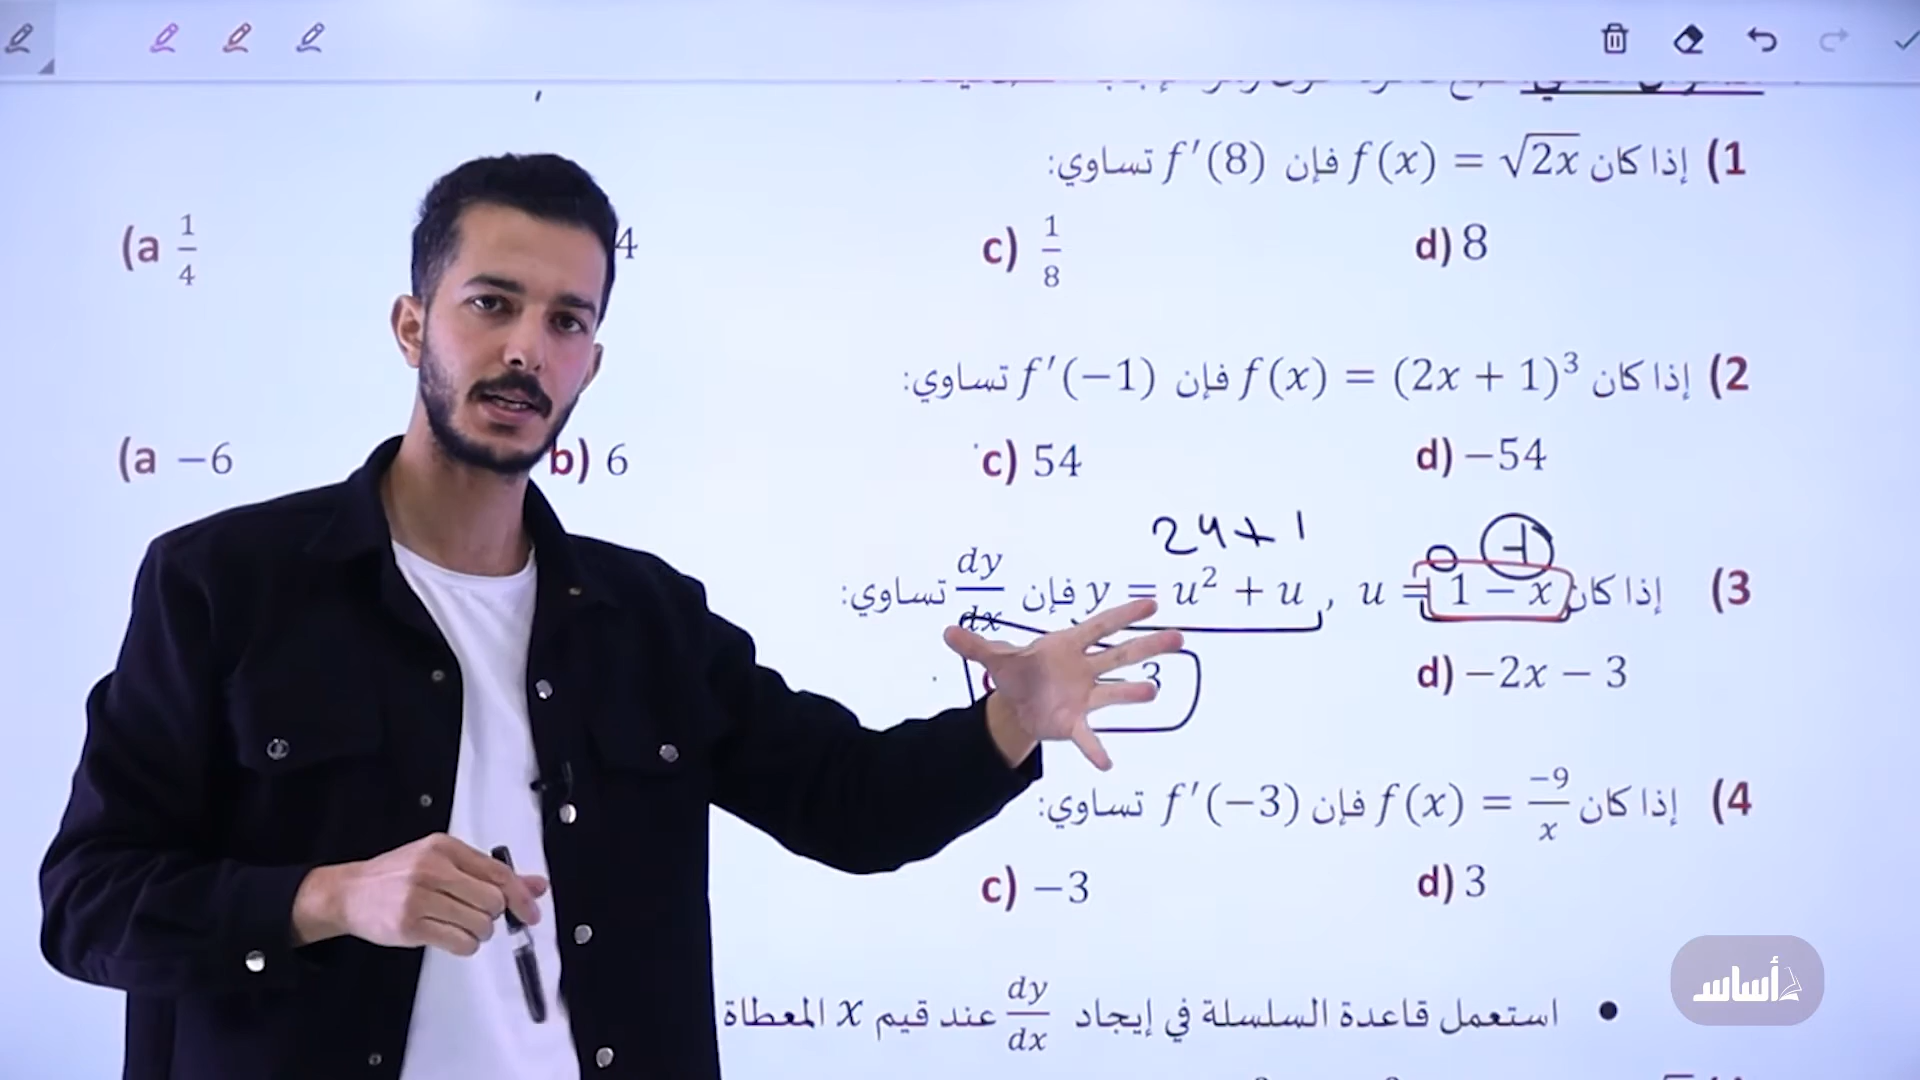 1) إذا كان f(x) = √2x فإن f′(8) تساوي:
(a 1/4
4
c) 1/8
d) 8
2) إذا كان f(x) = (2x + 1)³ فإن f′(−1) تساوي:
(a −6
b) 6
c) 54
d) −54
2u+1
−1
3) إذا كان y = u² + u , u = 1 − x فإن dy/dx تساوي:
− 3
d) −2x − 3
4) إذا كان f(x) = −9/x فإن f′(−3) تساوي:
c) −3
d) 3
أساس
• استعمل قاعدة السلسلة في إيجاد dy/dx عند قيم x المعطاة